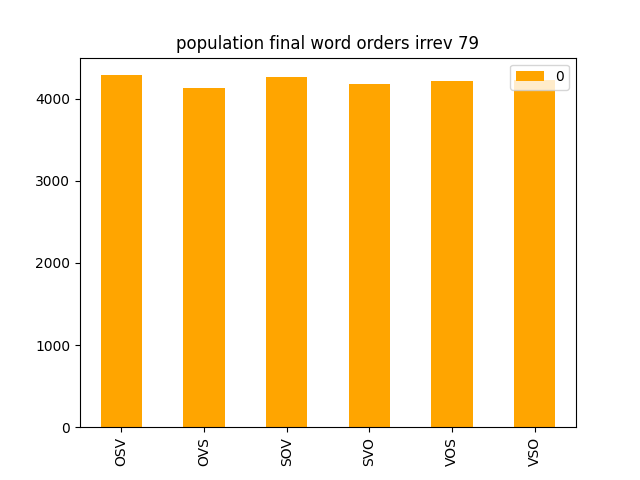 population final word orders irrev 79
0
4000
3000
2000
1000
0
OSV
OVS
SOV
SVO
VOS
VSO